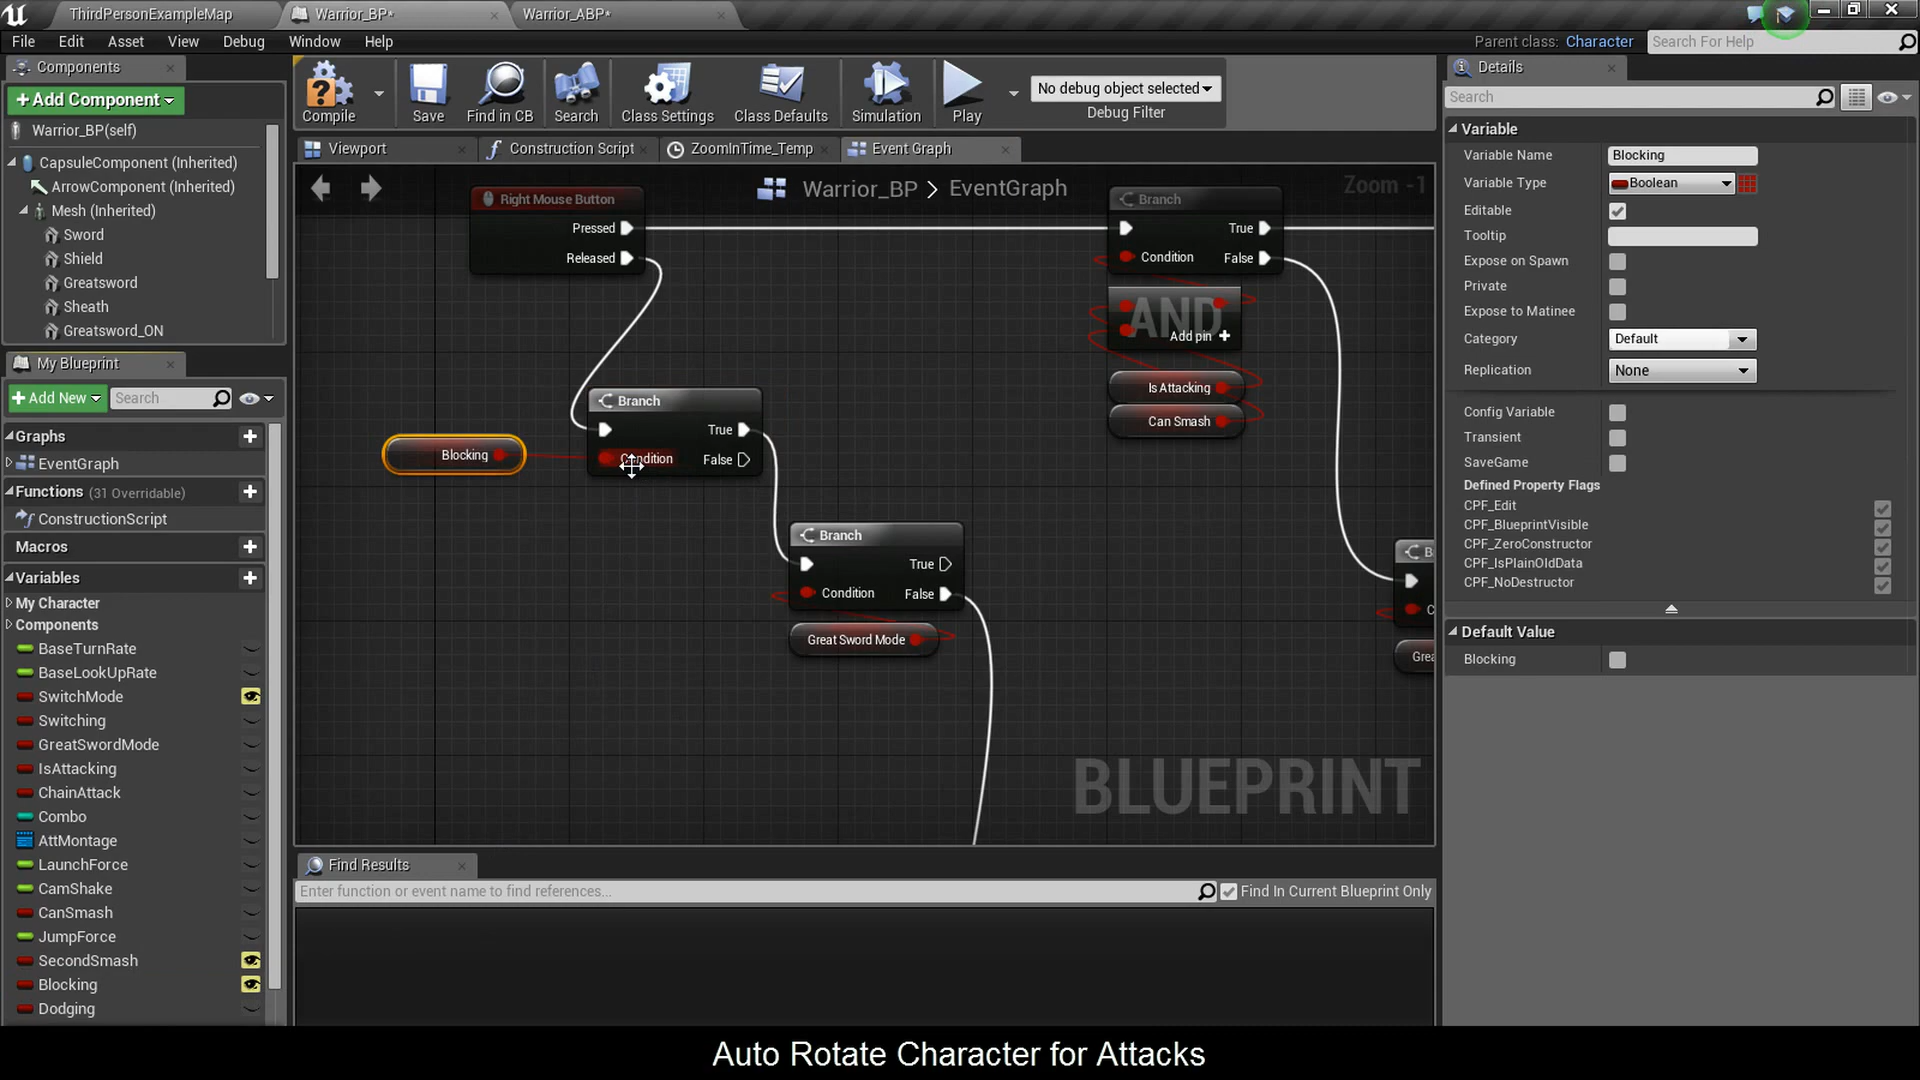 ThirdPersonExampleMap
Warrior_BP*
Warrior_ABP*
File Edit Asset View Debug Window Help
Parent class: Character
Search For Help
Components
+Add Component
Warrior_BP(self)
CapsuleComponent (Inherited)
ArrowComponent (Inherited)
Mesh (Inherited)
Sword
Shield
Greatsword
Sheath
Greatsword_ON
My Blueprint
+Add New
Search
Graphs
EventGraph
Functions (31 Overridable)
ConstructionScript
Macros
Variables
My Character
Components
BaseTurnRate
BaseLookUpRate
SwitchMode
Switching
GreatSwordMode
IsAttacking
ChainAttack
Combo
AttMontage
LaunchForce
CamShake
CanSmash
JumpForce
SecondSmash
Blocking
Dodging
Compile
Save
Find in CB
Search
Class Settings
Class Defaults
Simulation
Play
No debug object selected
Debug Filter
Viewport
Construction Script
ZoomInTime_Temp
Event Graph
Warrior_BP > EventGraph
Zoom -1
Right Mouse Button
Pressed
Released
Branch
True
Condition
False
AND
Add pin +
Is Attacking
Can Smash
Blocking
Branch
True
Condition
False
Branch
True
Condition
False
Great Sword Mode
BLUEPRINT
Find Results
Enter function or event name to find references...
Find In Current Blueprint Only
Details
Search
Variable
Variable Name Blocking
Variable Type Boolean
Editable
Tooltip
Expose on Spawn
Private
Expose to Matinee
Category Default
Replication None
Config Variable
Transient
SaveGame
Defined Property Flags
CPF_Edit
CPF_BlueprintVisible
CPF_ZeroConstructor
CPF_IsPlainOldData
CPF_NoDestructor
Default Value
Blocking
Auto Rotate Character for Attacks